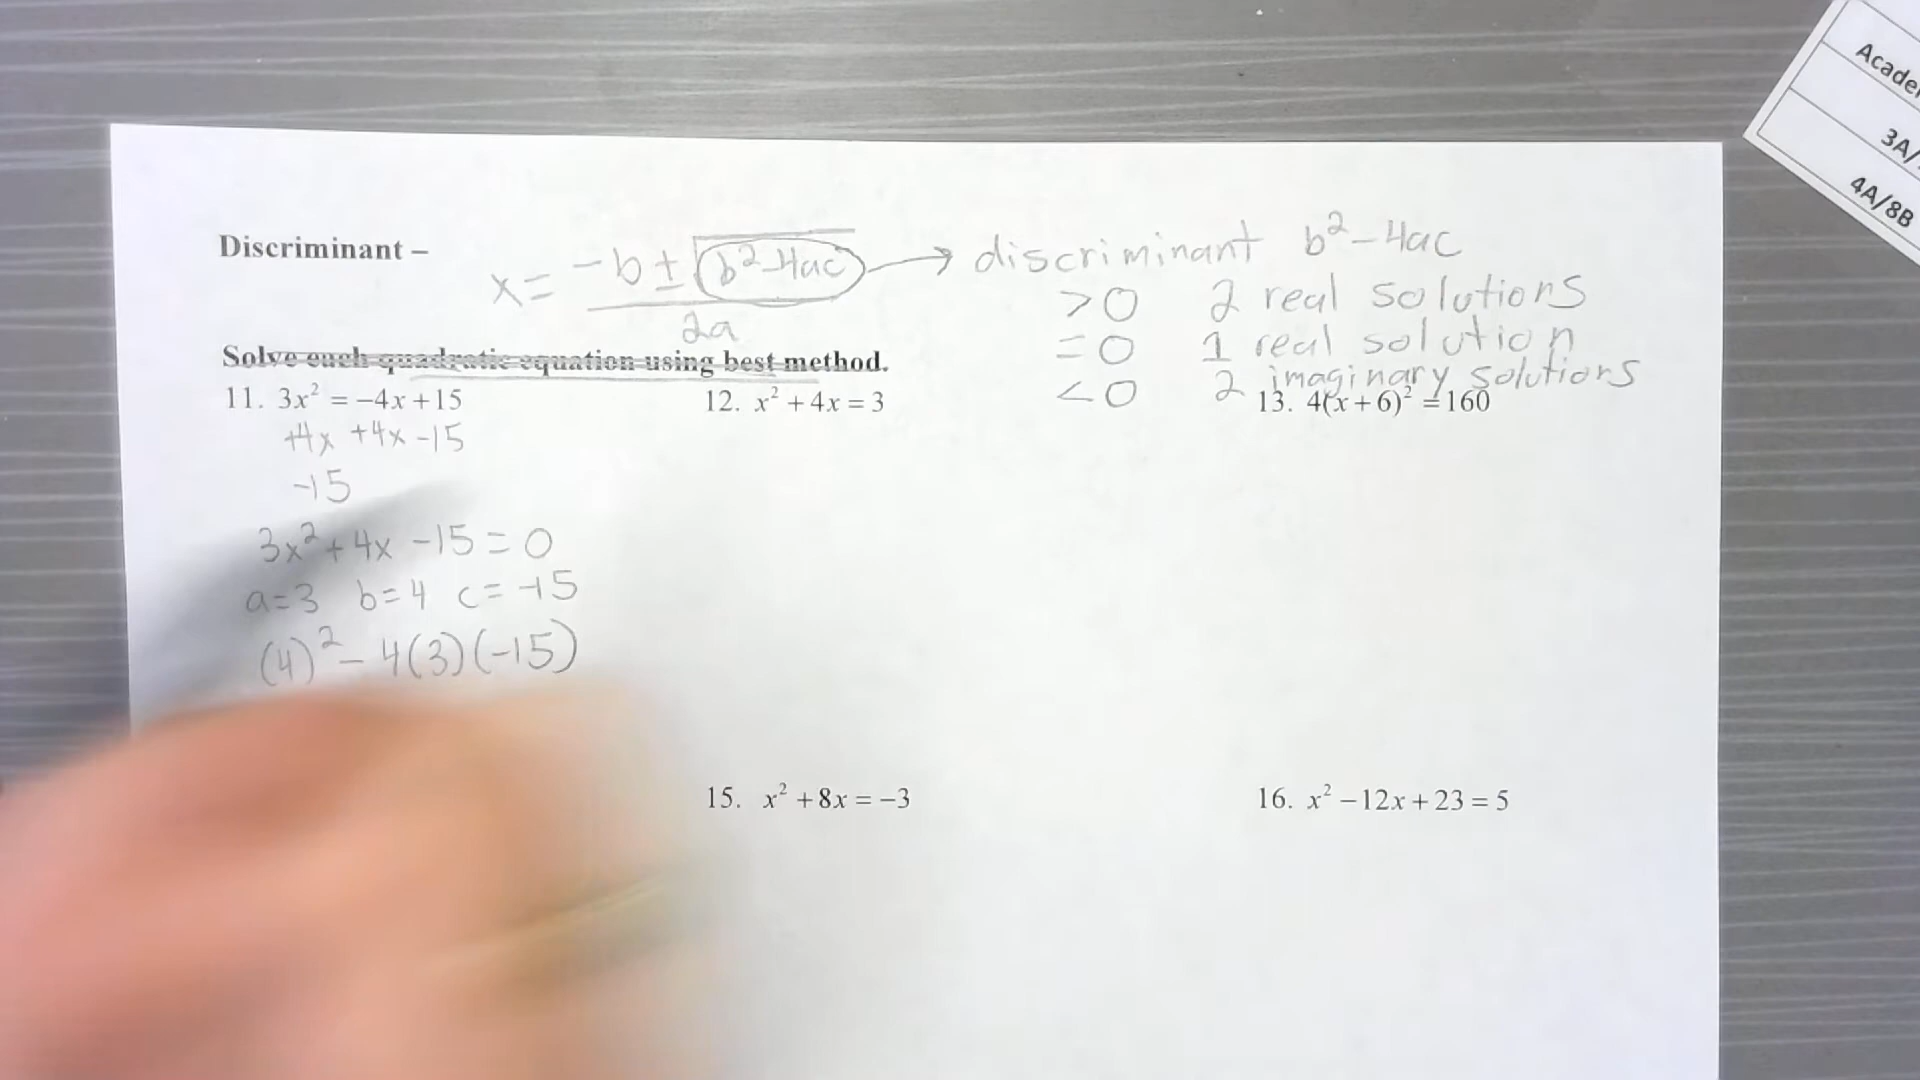 Acade
3A/
4A/8B
Discriminant –
x = -b ± √b² - 4ac / 2a → discriminant b² - 4ac
> 0 2 real solutions
= 0 1 real solution
< 0 2 imaginary solutions
Solve each quadratic equation using best method.
11. 3x² = −4x + 15
+4x +4x -15
-15
3x² + 4x - 15 = 0
a = 3 b = 4 c = -15
(4)² - 4(3)(-15)
12. x² + 4x = 3
13. 4(x + 6)² = 160
15. x² + 8x = −3
16. x² − 12x + 23 = 5